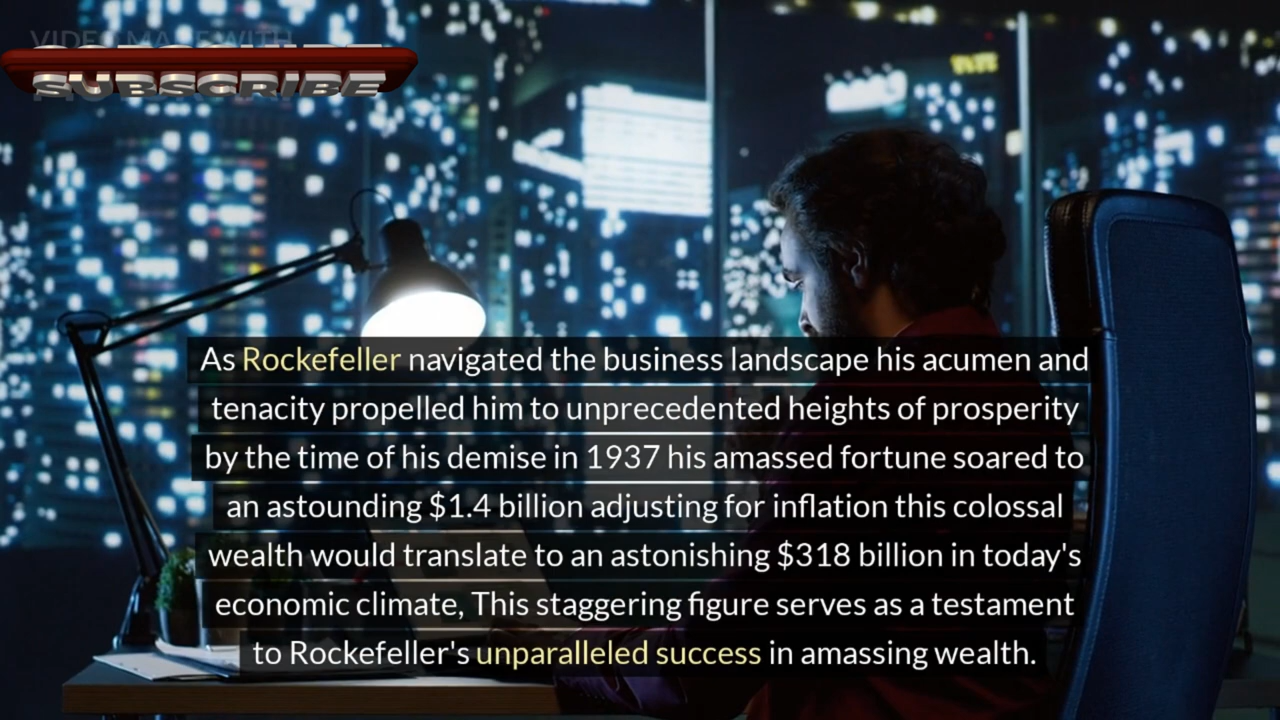 VIDEO MADE WITH
SUBSCRIBE
As Rockefeller navigated the business landscape his acumen and
tenacity propelled him to unprecedented heights of prosperity
by the time of his demise in 1937 his amassed fortune soared to
an astounding $1.4 billion adjusting for inflation this colossal
wealth would translate to an astonishing $318 billion in today's
economic climate, This staggering figure serves as a testament
to Rockefeller's unparalleled success in amassing wealth.